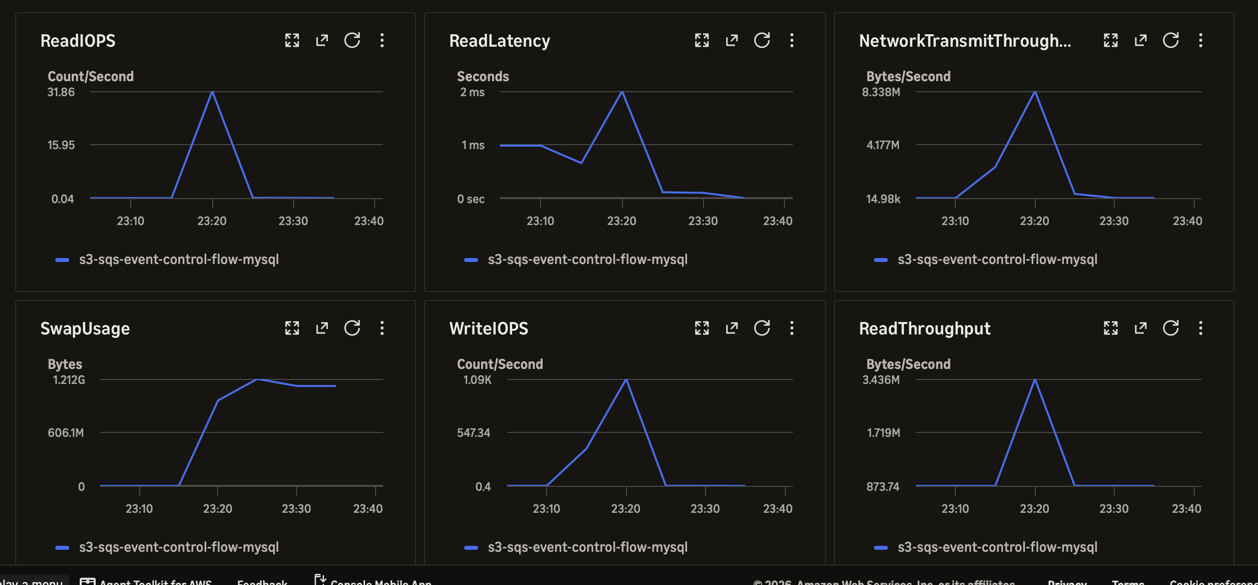 ReadIOPS
Count/Second
31.86
15.95
0.04
23:10 23:20 23:30 23:40
s3-sqs-event-control-flow-mysql
ReadLatency
Seconds
2 ms
1 ms
0 sec
23:10 23:20 23:30 23:40
s3-sqs-event-control-flow-mysql
NetworkTransmitThrough...
Bytes/Second
8.338M
4.177M
14.98k
23:10 23:20 23:30 23:40
s3-sqs-event-control-flow-mysql
SwapUsage
Bytes
1.212G
606.1M
0
23:10 23:20 23:30 23:40
s3-sqs-event-control-flow-mysql
WriteIOPS
Count/Second
1.09K
547.34
0.4
23:10 23:20 23:30 23:40
s3-sqs-event-control-flow-mysql
ReadThroughput
Bytes/Second
3.436M
1.719M
873.74
23:10 23:20 23:30 23:40
s3-sqs-event-control-flow-mysql
a menu Agent Toolkit for AWS Feedback Console Mobile App © 2026, Amazon Web Services, Inc. or its affiliates. Privacy Terms Cookie